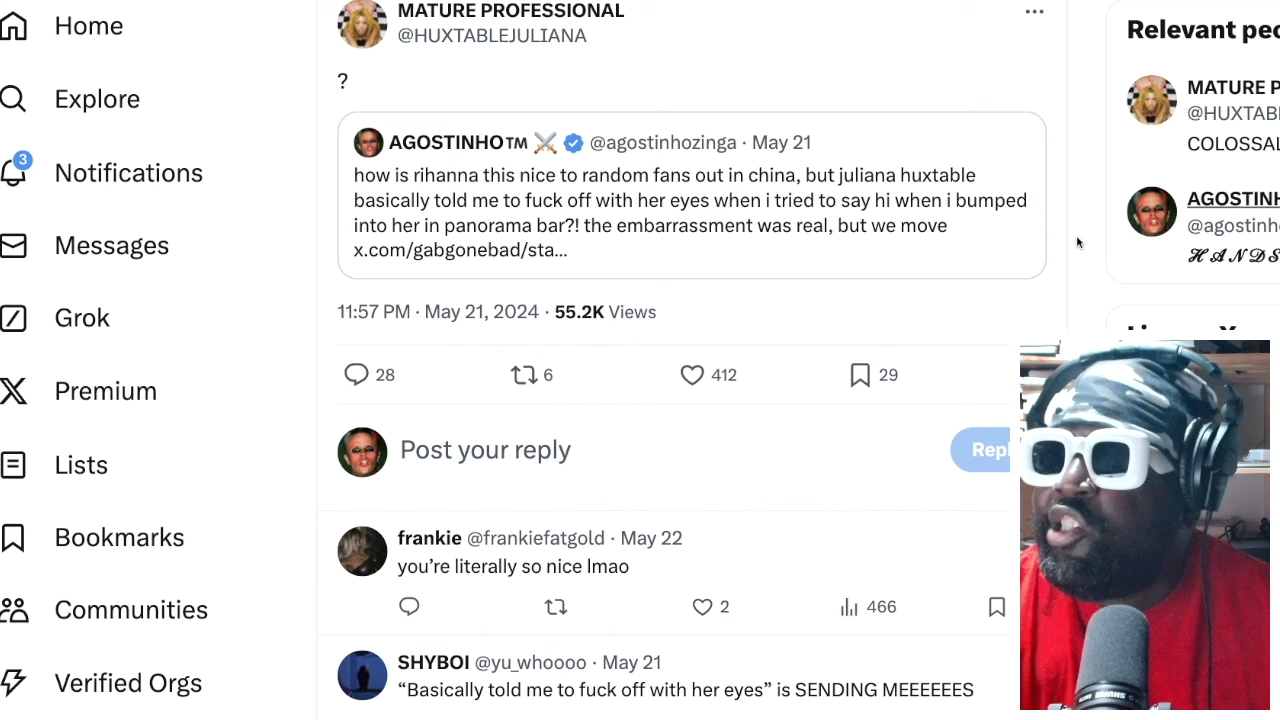 Home
Explore
3
Notifications
Messages
Grok
Premium
Lists
Bookmarks
Communities
Verified Orgs
MATURE PROFESSIONAL
@HUXTABLEJULIANA
?
AGOSTINHO™ ⚔️ @agostinhozinga · May 21
how is rihanna this nice to random fans out in china, but juliana huxtable
basically told me to fuck off with her eyes when i tried to say hi when i bumped
into her in panorama bar?! the embarrassment was real, but we move
x.com/gabgonebad/sta...
11:57 PM · May 21, 2024 · 55.2K Views
28 6 412 29
Post your reply
Repl
frankie @frankiefatgold · May 22
you’re literally so nice lmao
2 466
SHYBOI @yu_whoooo · May 21
“Basically told me to fuck off with her eyes” is SENDING MEEEEEES
Relevant peo
MATURE P
@HUXTABL
COLOSSAL
AGOSTINH
@agostinh
𝓗 𝓐 𝓝 𝓓 𝓢
SHURE